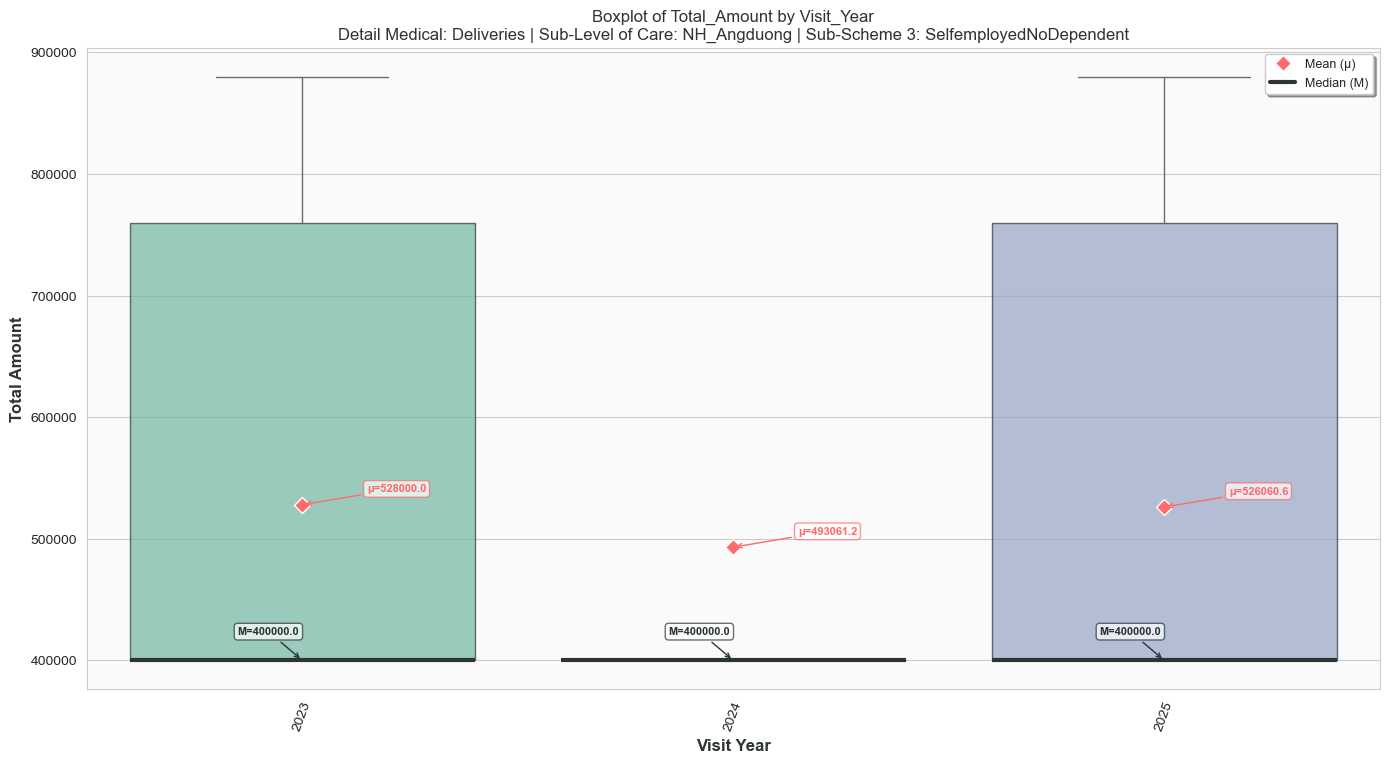 Boxplot of Total_Amount by Visit_Year
Detail Medical: Deliveries | Sub-Level of Care: NH_Angduong | Sub-Scheme 3: SelfemployedNoDependent
Mean (μ)
Median (M)
Total Amount
900000
800000
700000
600000
500000
400000
μ=528000.0
M=400000.0
μ=493061.2
M=400000.0
μ=526060.6
M=400000.0
2023
2024
2025
Visit Year